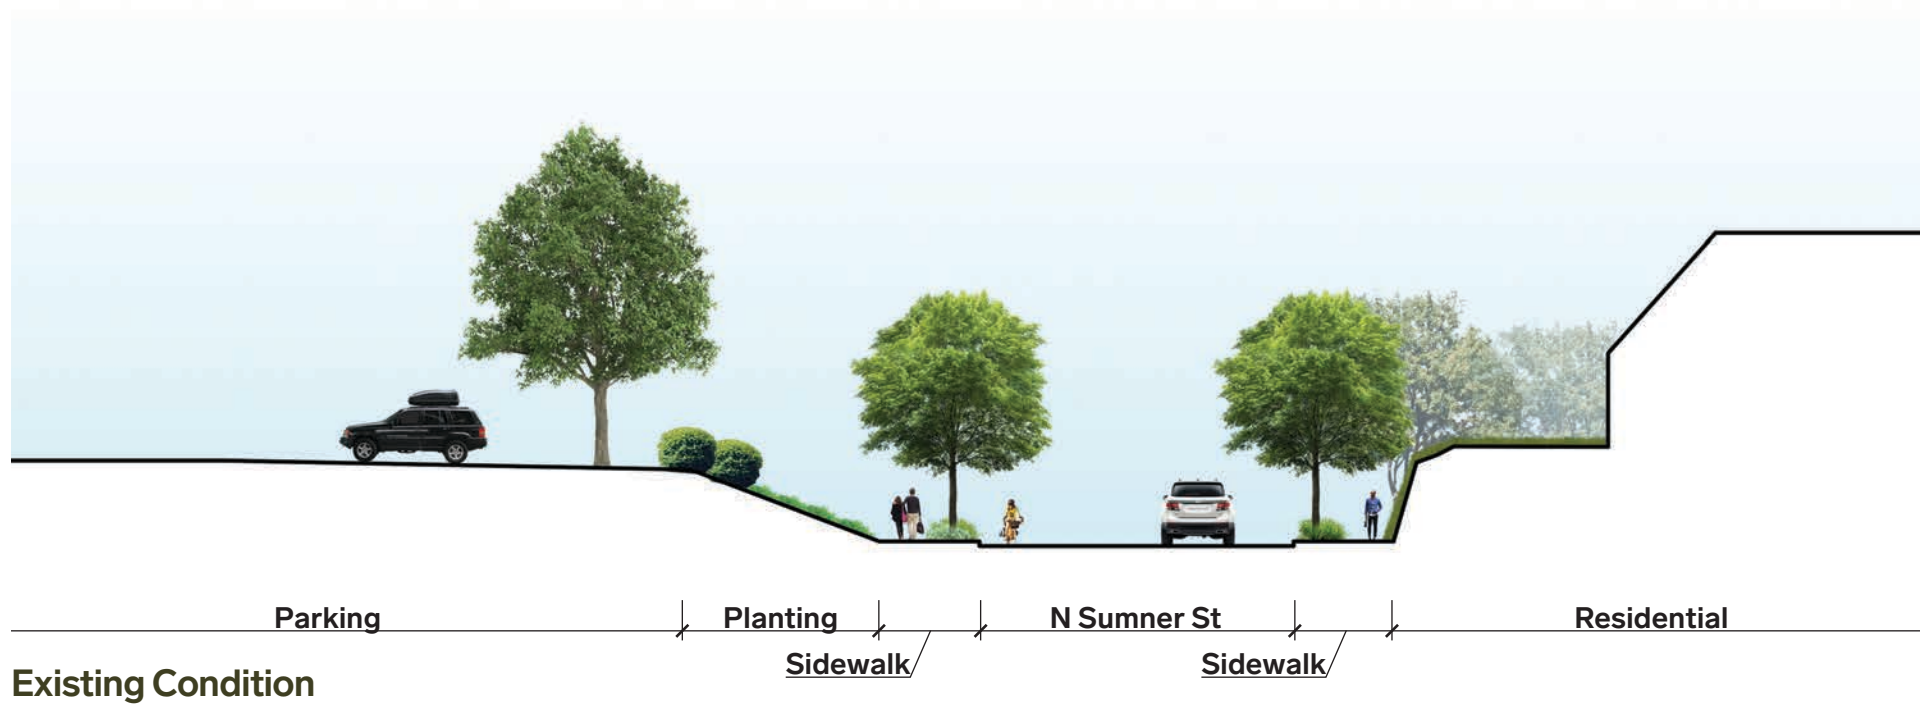 Parking
Planting
N Sumner St
Residential
Sidewalk
Sidewalk
Existing Condition